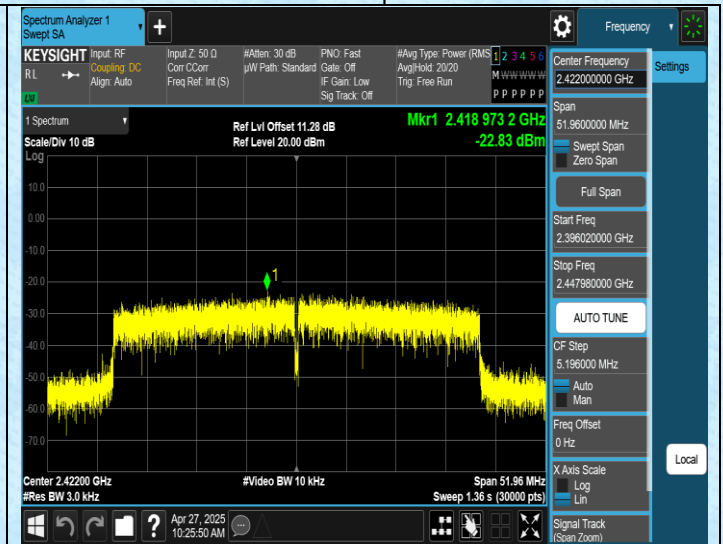 Spectrum Analyzer 1
Swept SA
+
Frequency
KEYSIGHT
RL
Input: RF
Coupling: DC
Align: Auto
Input Z: 50 Ω
Corr CCorr
Freq Ref: Int (S)
#Atten: 30 dB
µW Path: Standard
PNO: Fast
Gate: Off
IF Gain: Low
Sig Track: Off
#Avg Type: Power (RMS
Avg|Hold: 20/20
Trig: Free Run
1 2 3 4 5 6
M W W W W W
P P P P P P
LXI
1 Spectrum
Scale/Div 10 dB
Log
Ref Lvl Offset 11.28 dB
Ref Level 20.00 dBm
Mkr1 2.418 973 2 GHz
-22.83 dBm
10.0
0.00
-10.0
-20.0
-30.0
-40.0
-50.0
-60.0
-70.0
1
Center 2.42200 GHz
#Res BW 3.0 kHz
#Video BW 10 kHz
Span 51.96 MHz
Sweep 1.36 s (30000 pts)
?
Apr 27, 2025
10:25:50 AM
Center Frequency
2.422000000 GHz
Span
51.9600000 MHz
Swept Span
Zero Span
Full Span
Start Freq
2.396020000 GHz
Stop Freq
2.447980000 GHz
AUTO TUNE
CF Step
5.196000 MHz
Auto
Man
Freq Offset
0 Hz
X Axis Scale
Log
Lin
Signal Track
(Span Zoom)
Settings
Local